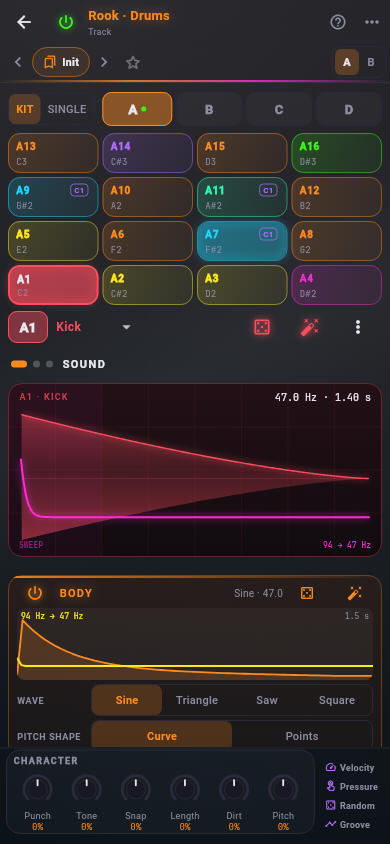 Rook · Drums
Track
Init
A B
KIT SINGLE A B C D
A13 A14 A15 A16
C3 C#3 D3 D#3
A9 C1 A10 A11 C1 A12
G#2 A2 A#2 B2
A5 A6 A7 C1 A8
E2 F2 F#2 G2
A1 A2 A3 A4
C2 C#2 D2 D#2
A1 Kick
SOUND
A1 · KICK 47.0 Hz · 1.40 s
SWEEP 94 → 47 Hz
BODY Sine · 47.0
94 Hz → 47 Hz 1.5 s
WAVE Sine Triangle Saw Square
PITCH SHAPE Curve Points
CHARACTER
Punch Tone Snap Length Dirt Pitch
0% 0% 0% 0% 0% 0%
Velocity
Pressure
Random
Groove